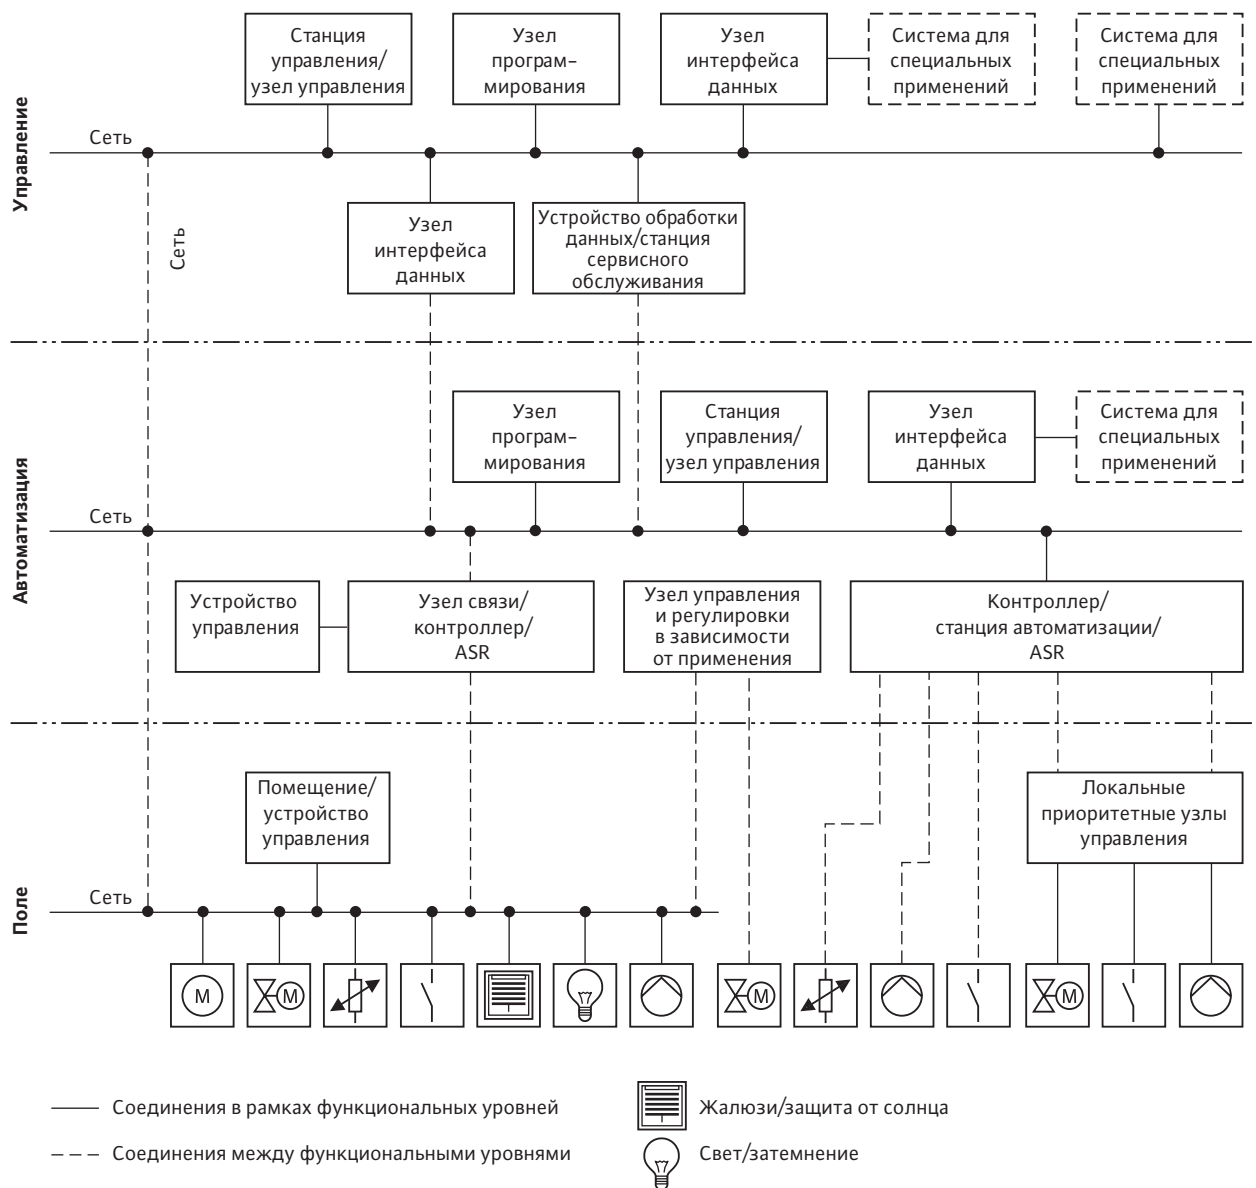 Станция
управления/
узел управления
Узел
програм–
мирования
Узел
интерфейса
данных
Система для
специальных
применений
Система для
специальных
применений
Управление
Сеть
Сеть
Узел
интерфейса
данных
Устройство обработки
данных/станция
сервисного
обслуживания
Узел
програм–
мирования
Станция
управления/
узел управления
Узел
интерфейса
данных
Система для
специальных
применений
Автоматизация
Сеть
Устройство
управления
Узел связи/
контроллер/
ASR
Узел управления
и регулировки
в зависимости
от применения
Контроллер/
станция автоматизации/
ASR
Помещение/
устройство
управления
Локальные
приоритетные узлы
управления
Поле
Сеть
M
M
M
M
Соединения в рамках функциональных уровней
Жалюзи/защита от солнца
Соединения между функциональными уровнями
Свет/затемнение